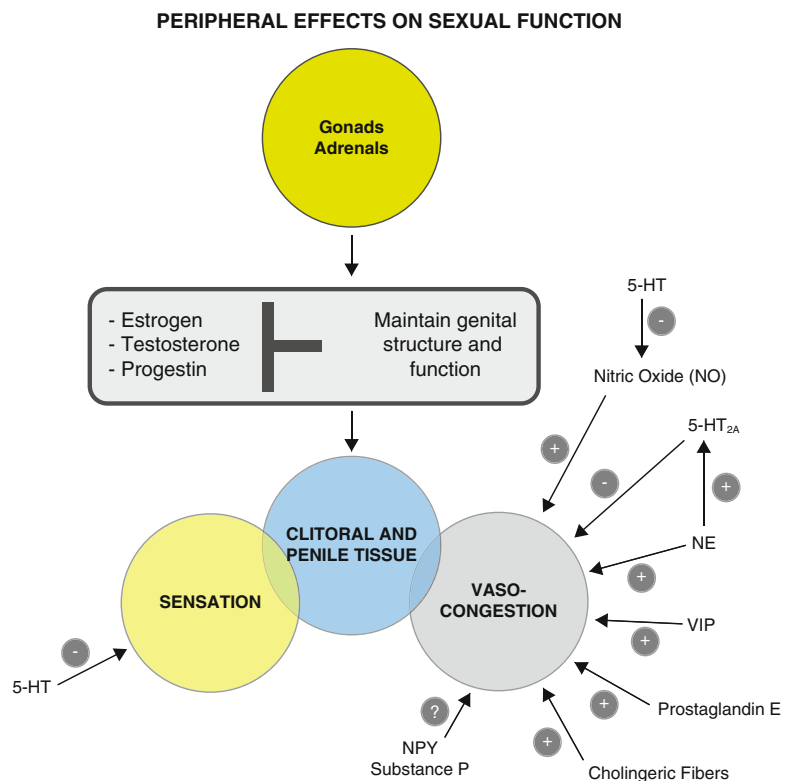 PERIPHERAL EFFECTS ON SEXUAL FUNCTION
Gonads
Adrenals
- Estrogen
- Testosterone
- Progestin
Maintain genital
structure and
function
5-HT
-
Nitric Oxide (NO)
+
5-HT2A
-
+
NE
+
CLITORAL AND
PENILE TISSUE
SENSATION
VASO-
CONGESTION
VIP
+
-
5-HT
Prostaglandin E
+
?
NPY
Substance P
+
Cholingeric Fibers